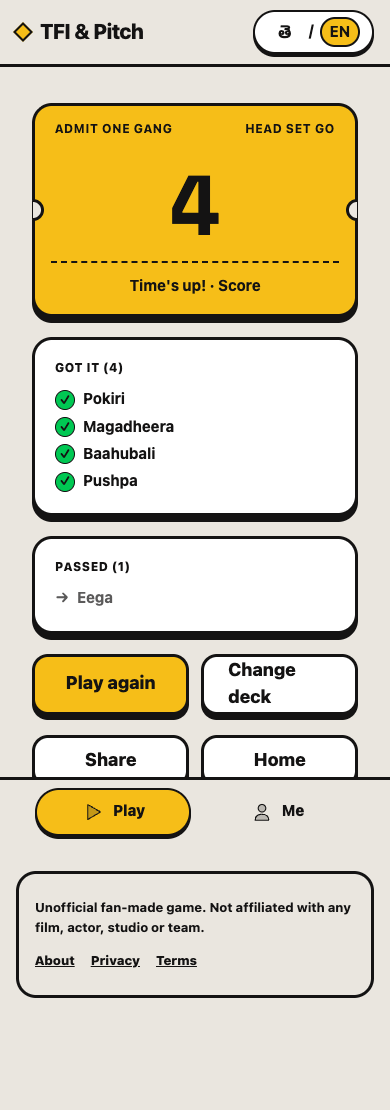 TFI & Pitch
తె / EN
ADMIT ONE GANG
HEAD SET GO
4
Time's up! · Score
GOT IT (4)
Pokiri
Magadheera
Baahubali
Pushpa
PASSED (1)
→ Eega
Play again
Change
deck
Share
Home
Play
Me
Unofficial fan-made game. Not affiliated with any
film, actor, studio or team.
About Privacy Terms